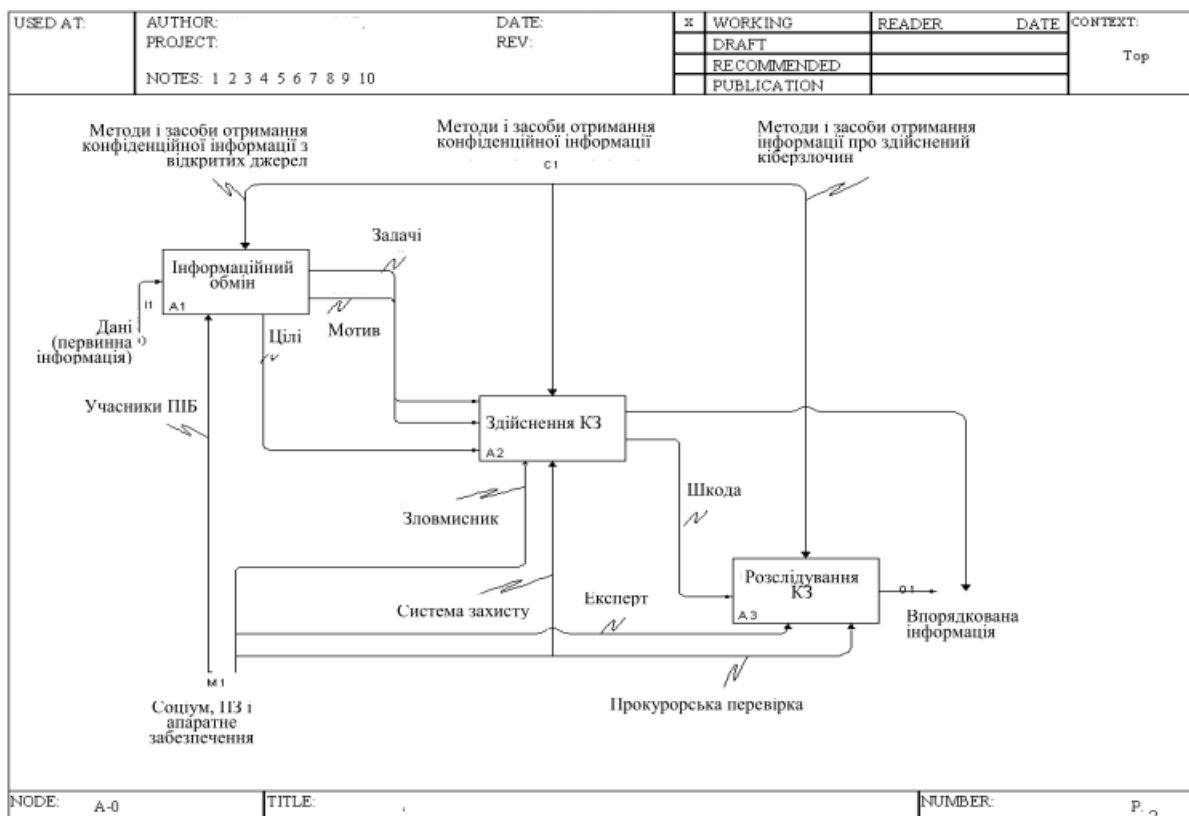 USED AT:
AUTHOR:
DATE:
PROJECT:
REV:
NOTES: 1 2 3 4 5 6 7 8 9 10
X WORKING
DRAFT
RECOMMENDED
PUBLICATION
READER DATE
CONTEXT:
Top
Методи і засоби отримання
конфіденційної інформації з
відкритих джерел
Методи і засоби отримання
конфіденційної інформації
C1
Методи і засоби отримання
інформації про здійснений
кіберзлочин
Задачі
Інформаційний
обмін
A1
I1
Дані
(первинна
інформація)
Цілі
Мотив
Учасники ПІБ
Здійснення КЗ
A2
Шкода
Зловмисник
Розслідування
КЗ
A3
O1
Система захисту
Експерт
Впорядкована
інформація
M1
Соціум, ПЗ і
апаратне
забезпечення
Прокурорська перевірка
NODE: A-0
TITLE:
NUMBER:
P.